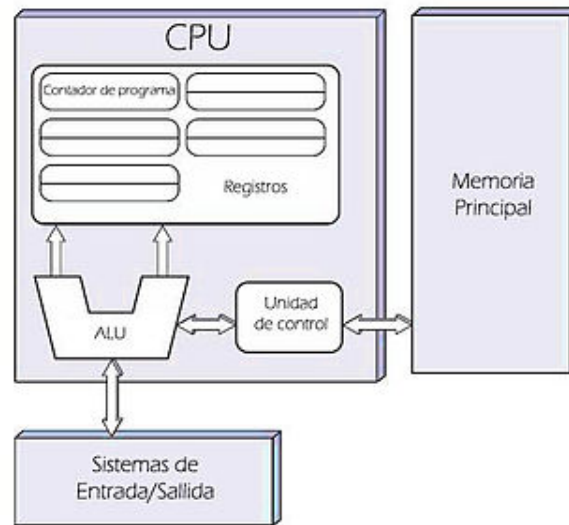 CPU
Contador de programa
Registros
Memoria
Principal
ALU
Unidad
de control
Sistemas de
Entrada/Sallida